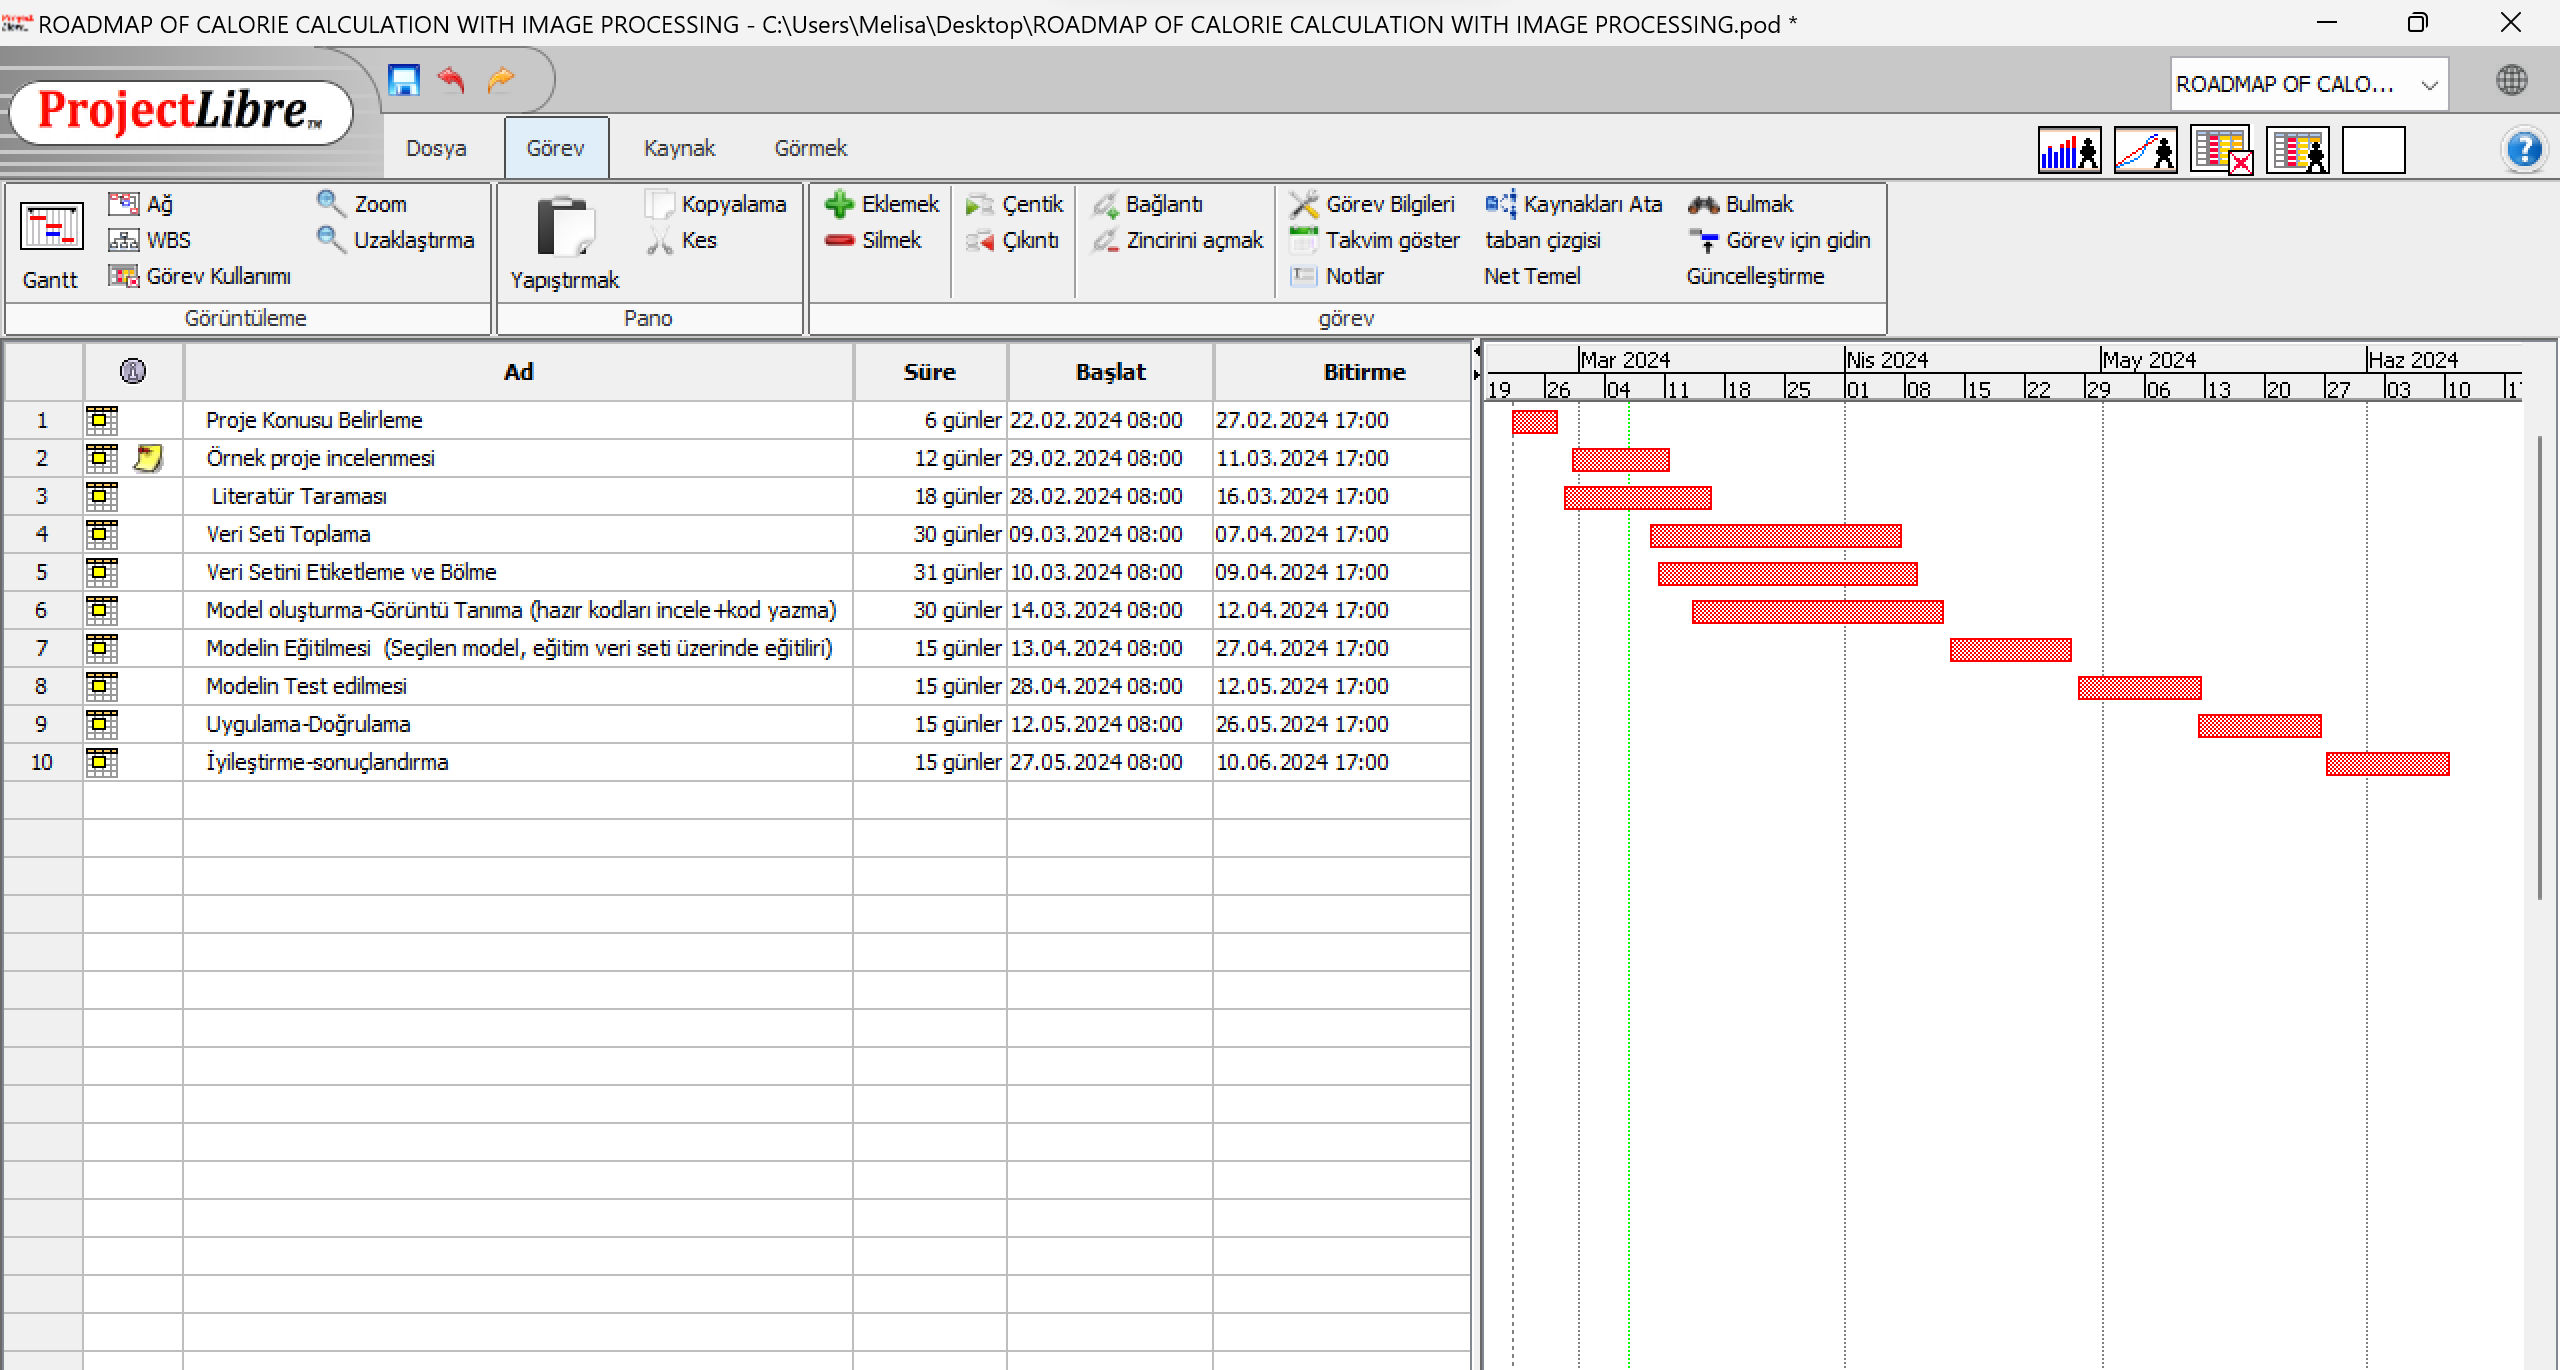 ROADMAP OF CALORIE CALCULATION WITH IMAGE PROCESSING - C:\Users\Melisa\Desktop\ROADMAP OF CALORIE CALCULATION WITH IMAGE PROCESSING.pod *
ProjectLibre™
ROADMAP OF CALO...
Dosya Görev Kaynak Görmek
Ağ Zoom Kopyalama Eklemek Çentik Bağlantı Görev Bilgileri Kaynakları Ata Bulmak
WBS Uzaklaştırma Kes Silmek Çıkıntı Zincirini açmak Takvim göster taban çizgisi Görev için gidin
Gantt Görev Kullanımı Yapıştırmak Notlar Net Temel Güncelleştirme
Görüntüleme Pano görev
Ad Süre Başlat Bitirme
Mar 2024 Nis 2024 May 2024 Haz 2024
19 26 04 11 18 25 01 08 15 22 29 06 13 20 27 03 10
1 Proje Konusu Belirleme 6 günler 22.02.2024 08:00 27.02.2024 17:00
2 Örnek proje incelenmesi 12 günler 29.02.2024 08:00 11.03.2024 17:00
3 Literatür Taraması 18 günler 28.02.2024 08:00 16.03.2024 17:00
4 Veri Seti Toplama 30 günler 09.03.2024 08:00 07.04.2024 17:00
5 Veri Setini Etiketleme ve Bölme 31 günler 10.03.2024 08:00 09.04.2024 17:00
6 Model oluşturma-Görüntü Tanıma (hazır kodları incele+kod yazma) 30 günler 14.03.2024 08:00 12.04.2024 17:00
7 Modelin Eğitilmesi (Seçilen model, eğitim veri seti üzerinde eğitiliri) 15 günler 13.04.2024 08:00 27.04.2024 17:00
8 Modelin Test edilmesi 15 günler 28.04.2024 08:00 12.05.2024 17:00
9 Uygulama-Doğrulama 15 günler 12.05.2024 08:00 26.05.2024 17:00
10 İyileştirme-sonuçlandırma 15 günler 27.05.2024 08:00 10.06.2024 17:00